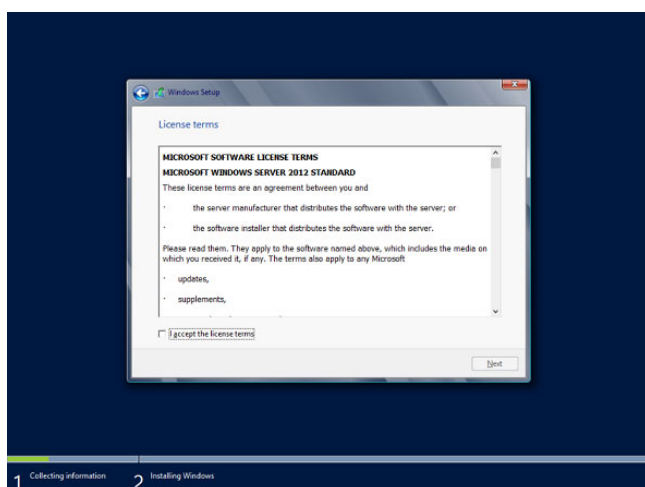 Windows Setup
License terms
MICROSOFT SOFTWARE LICENSE TERMS
MICROSOFT WINDOWS SERVER 2012 STANDARD
These license terms are an agreement between you and
· the server manufacturer that distributes the software with the server; or
· the software installer that distributes the software with the server.
Please read them. They apply to the software named above, which includes the media on
which you received it, if any. The terms also apply to any Microsoft
· updates,
· supplements,
I accept the license terms
Next
1 Collecting information 2 Installing Windows